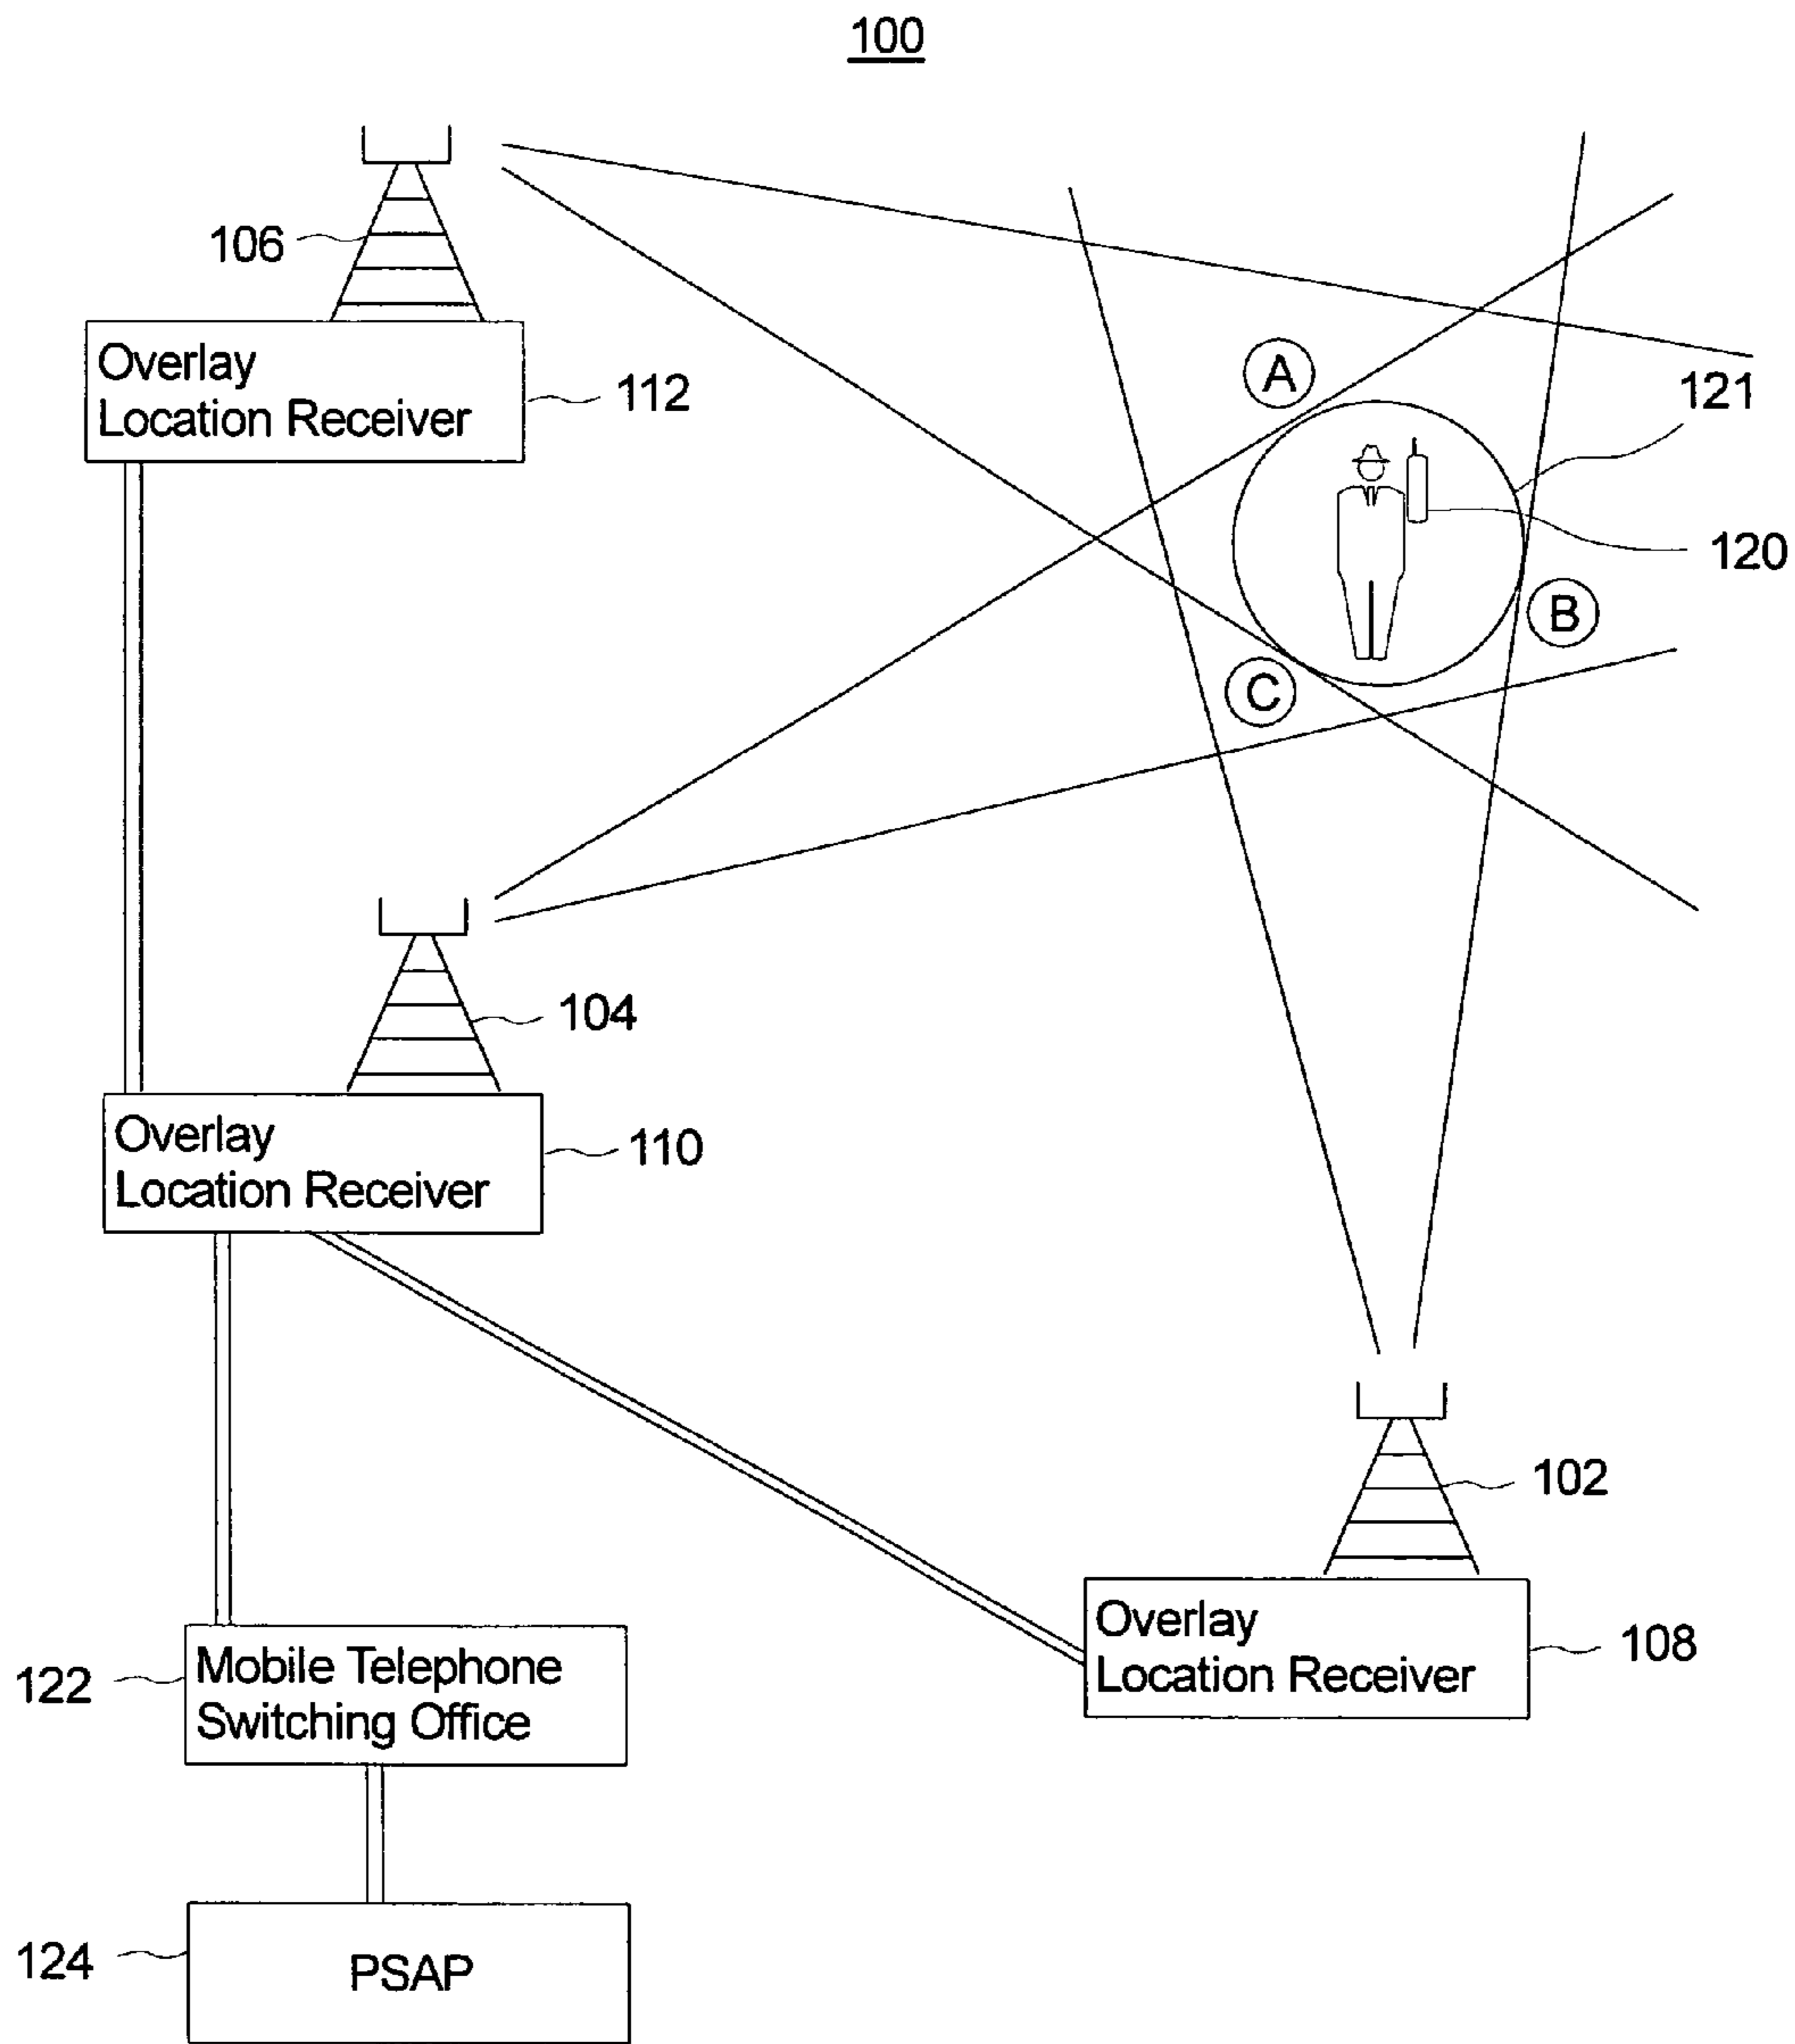 100
106
Overlay
Location Receiver
112
A
121
120
B
C
104
Overlay
Location Receiver
110
102
Overlay
Location Receiver
108
122
Mobile Telephone
Switching Office
124
PSAP